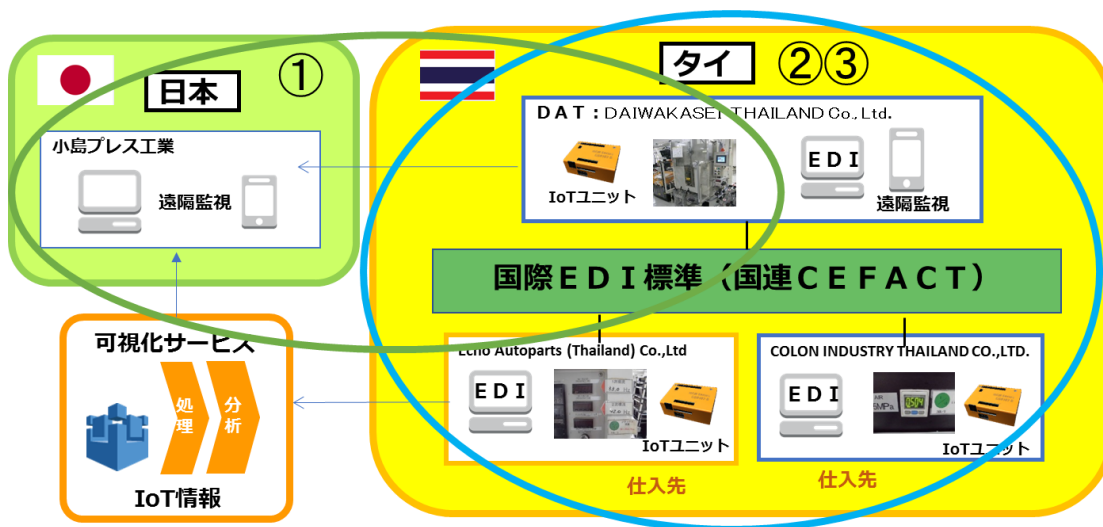 日本
①
小島プレス工業
遠隔監視
タイ
②③
ＤＡＴ：DAIWAKASEI THAILAND Co., Ltd.
IoTユニット
ＥＤＩ
遠隔監視
国際ＥＤＩ標準（国連ＣＥＦＡＣＴ）
可視化サービス
処理
分析
IoT情報
Echo Autoparts (Thailand) Co.,Ltd
ＥＤＩ
IoTユニット
仕入先
COLON INDUSTRY THAILAND CO.,LTD.
ＥＤＩ
IoTユニット
仕入先